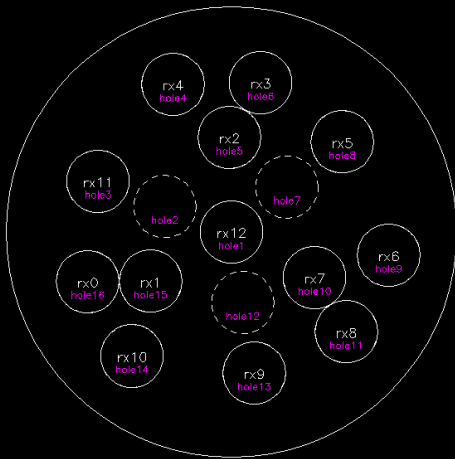 rx4
hole4
rx3
hole6
rx2
hole5
rx5
hole8
rx11
hole3
hole2
hole7
rx12
hole1
rx6
hole9
rx0
hole16
rx1
hole15
rx7
hole10
hole12
rx8
hole11
rx10
hole14
rx9
hole13